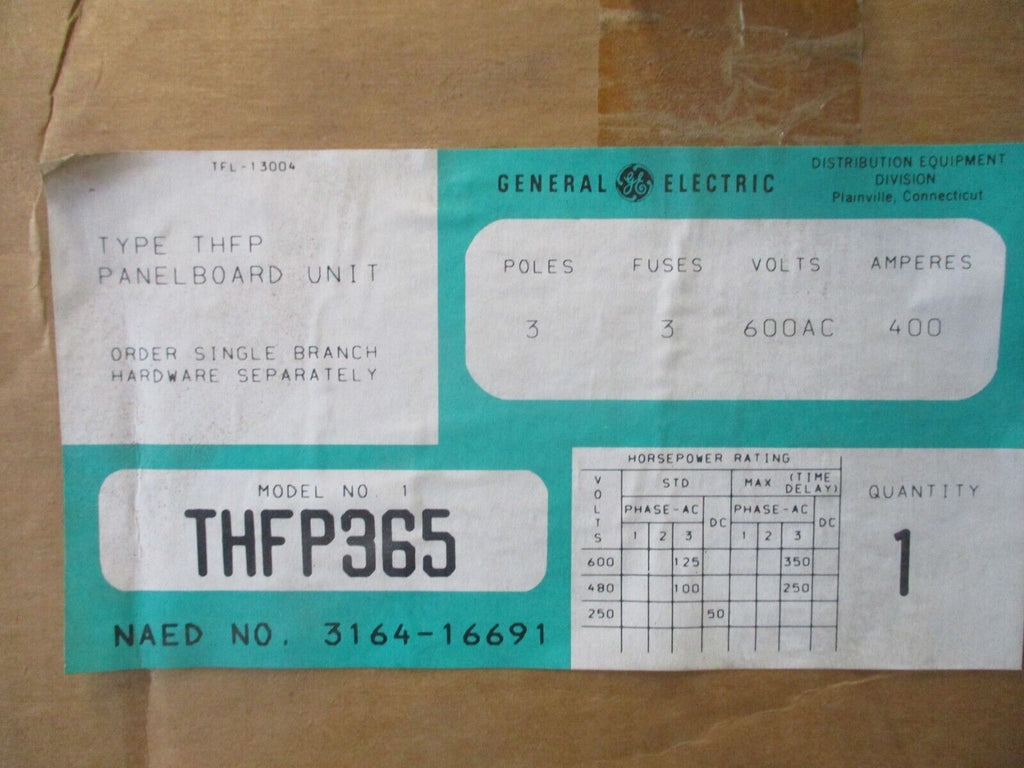 TFL-13004
TYPE THFP
PANELBOARD UNIT
ORDER SINGLE BRANCH
HARDWARE SEPARATELY
GENERAL GE ELECTRIC
DISTRIBUTION EQUIPMENT
DIVISION
Plainville, Connecticut
POLES FUSES VOLTS AMPERES
3 3 600AC 400
MODEL NO. 1
THFP365
NAED NO. 3164-16691
HORSEPOWER RATING
VOLTS STD MAX (TIME DELAY)
PHASE-AC DC PHASE-AC DC
1 2 3 1 2 3
600 125 350
480 100 250
250 50
QUANTITY
1